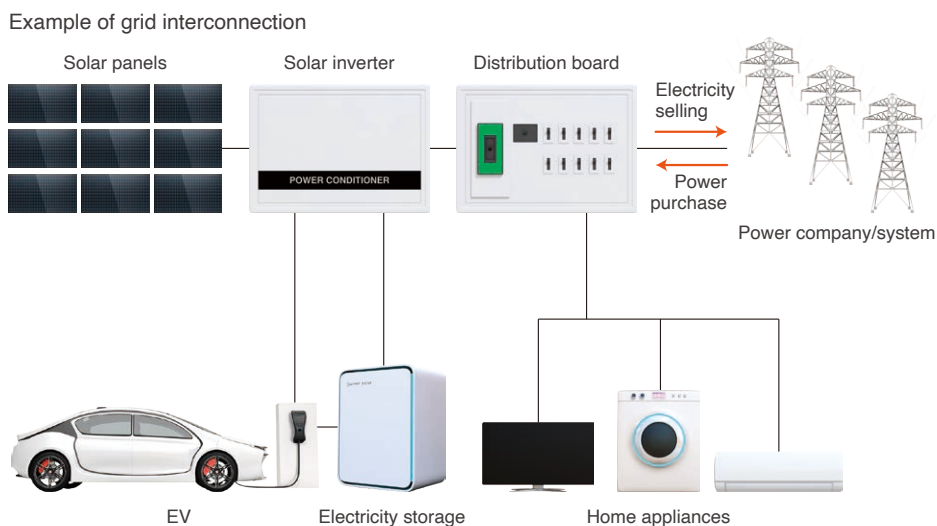 Example of grid interconnection
Solar panels
Solar inverter
Distribution board
Electricity
selling
POWER CONDITIONER
Power
purchase
Power company/system
EV
Electricity storage
Home appliances